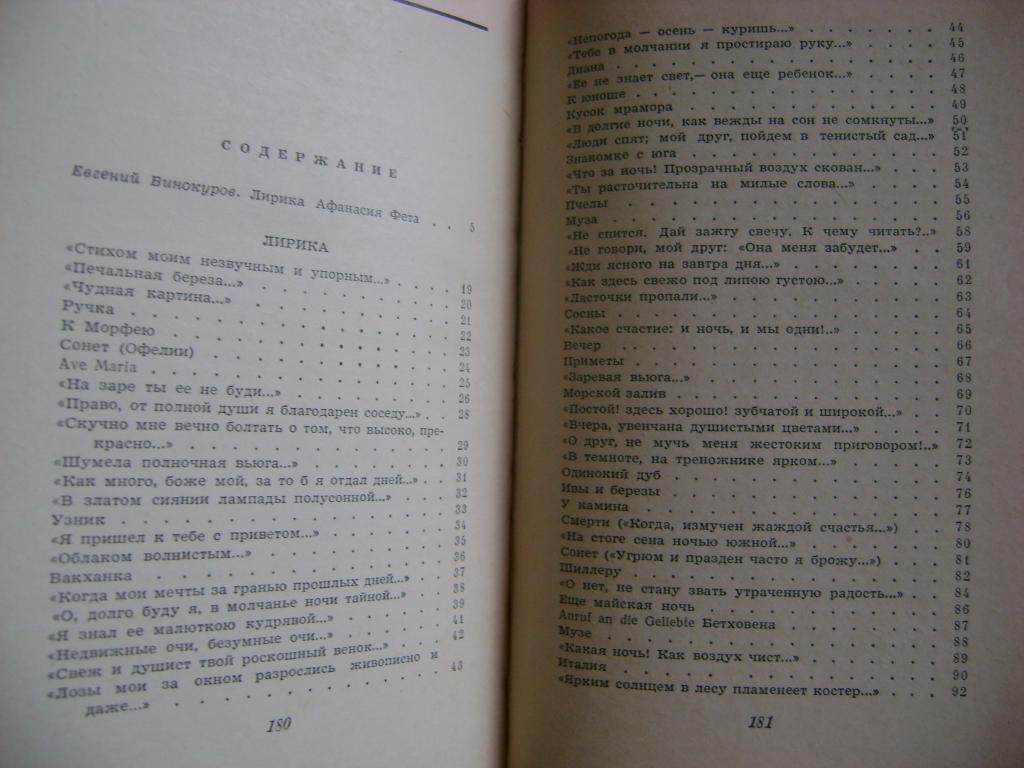 СОДЕРЖАНИЕ
Евгений Винокуров. Лирика Афанасия Фета . . 5
ЛИРИКА
«Стихом моим незвучным и упорным...» . . . . 19
«Печальная береза...» . . . . 20
«Чудная картина...» . . . . 21
Ручка . . . . 22
К Морфею . . . . 23
Сонет (Офелии) . . . . 24
Ave Maria . . . . 25
«На заре ты ее не буди...» . . . . 26
«Право, от полной души я благодарен соседу...» . . 28
«Скучно мне вечно болтать о том, что высоко, пре-
красно...» . . . . 29
«Шумела полночная вьюга...» . . . . 30
«Как много, боже мой, за то б я отдал дней...» . . 31
«В златом сиянии лампады полусонной...» . . . 32
Узник . . . . 33
«Я пришел к тебе с приветом...» . . . . 34
«Облаком волнистым...» . . . . 35
Вакханка . . . . 36
«Когда мои мечты за гранью прошлых дней...» . . 37
«О, долго буду я, в молчанье ночи тайной...» . . 38
«Я знал ее малюткою кудрявой...» . . . . 39
«Недвижные очи, безумные очи...» . . . . 41
«Свеж и душист твой роскошный венок...» . . . 42
«Лозы мои за окном разрослись живописно и
даже...» . . . . 43
180
«Непогода — осень — куришь...» . . . . 44
«Тебе в молчании я простираю руку...» . . . . 45
Диана . . . . 46
«Ее не знает свет,— она еще ребенок...» . . . . 47
К юноше . . . . 48
Кусок мрамора . . . . 49
«В долгие ночи, как вежды на сон не сомкнуты...» 50
«Люди спят; мой друг, пойдем в тенистый сад...» 51
Знакомке с юга . . . . 52
«Что за ночь! Прозрачный воздух скован...» . . . 53
«Ты расточительна на милые слова...» . . . . 54
Пчелы . . . . 55
Муза . . . . 56
«Не спится. Дай зажгу свечу. К чему читать?..» 58
«Не говори, мой друг: «Она меня забудет...» . . 59
«Жди ясного на завтра дня...» . . . . 61
«Как здесь свежо под липою густою...» . . . . 62
«Ласточки пропали...» . . . . 63
Сосны . . . . 64
«Какое счастие: и ночь, и мы одни!..» . . . . 65
Вечер . . . . 66
Приметы . . . . 67
«Заревая вьюга...» . . . . 68
Морской залив . . . . 69
«Постой! здесь хорошо! зубчатой и широкой...» . . 70
«Вчера, увенчана душистыми цветами...» . . . . 71
«О друг, не мучь меня жестоким приговором!..» 72
«В темноте, на треножнике ярком...» . . . . 73
Одинокий дуб . . . . 74
Ивы и березы . . . . 76
У камина . . . . 77
Смерти («Когда, измучен жаждой счастья...») . . 78
«На стоге сена ночью южной...» . . . . 80
Сонет («Угрюм и празден часто я брожу...») . . . 81
Шиллеру . . . . 82
«О нет, не стану звать утраченную радость...» . . 84
Еще майская ночь . . . . 86
Anruf an die Geliebte Бетховена . . . . 87
Музе . . . . 88
«Какая ночь! Как воздух чист...» . . . . 89
Италия . . . . 90
«Ярким солнцем в лесу пламенеет костер...» . . . 92
181